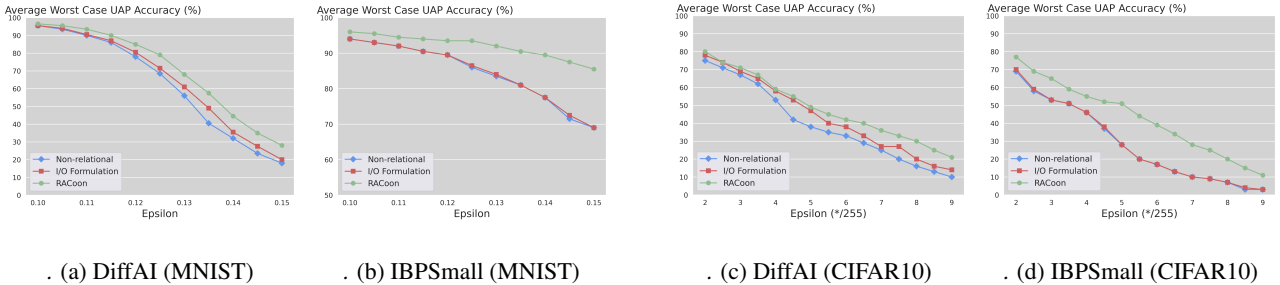 Average Worst Case UAP Accuracy (%)
100
90
80
70
60
50
40
30
20
10
0
Non-relational
I/O Formulation
RACoon
0.10 0.11 0.12 0.13 0.14 0.15
Epsilon
. (a) DiffAI (MNIST)
Average Worst Case UAP Accuracy (%)
100
90
80
70
60
50
Non-relational
I/O Formulation
RACoon
0.10 0.11 0.12 0.13 0.14 0.15
Epsilon
. (b) IBPSmall (MNIST)
Average Worst Case UAP Accuracy (%)
100
90
80
70
60
50
40
30
20
10
0
Non-relational
I/O Formulation
RACoon
2 3 4 5 6 7 8 9
Epsilon (*/255)
. (c) DiffAI (CIFAR10)
Average Worst Case UAP Accuracy (%)
100
90
80
70
60
50
40
30
20
10
0
Non-relational
I/O Formulation
RACoon
2 3 4 5 6 7 8 9
Epsilon (*/255)
. (d) IBPSmall (CIFAR10)